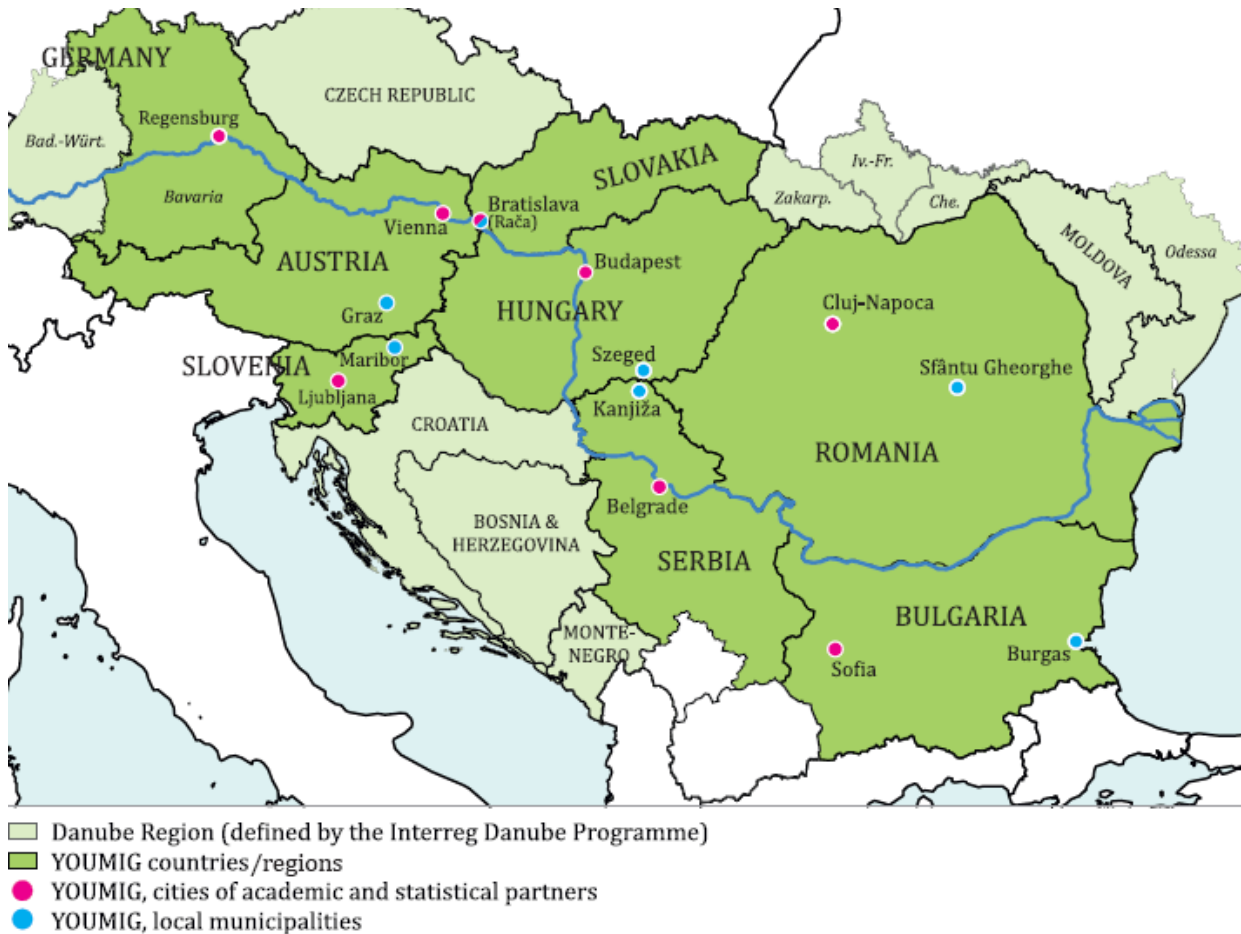 GERMANY
CZECH REPUBLIC
Regensburg
Bad.-Würt.
Bavaria
SLOVAKIA
Iv.-Fr.
Zakarp.
Che.
Vienna
Bratislava
(Rača)
MOLDOVA
Odessa
AUSTRIA
Budapest
Graz
HUNGARY
Cluj-Napoca
SLOVENIA
Maribor
Szeged
Sfântu Gheorghe
Ljubljana
Kanjiža
CROATIA
ROMANIA
Belgrade
BOSNIA &
HERZEGOVINA
SERBIA
BULGARIA
MONTE-
NEGRO
Sofia
Burgas
Danube Region (defined by the Interreg Danube Programme)
YOUMIG countries/regions
YOUMIG, cities of academic and statistical partners
YOUMIG, local municipalities